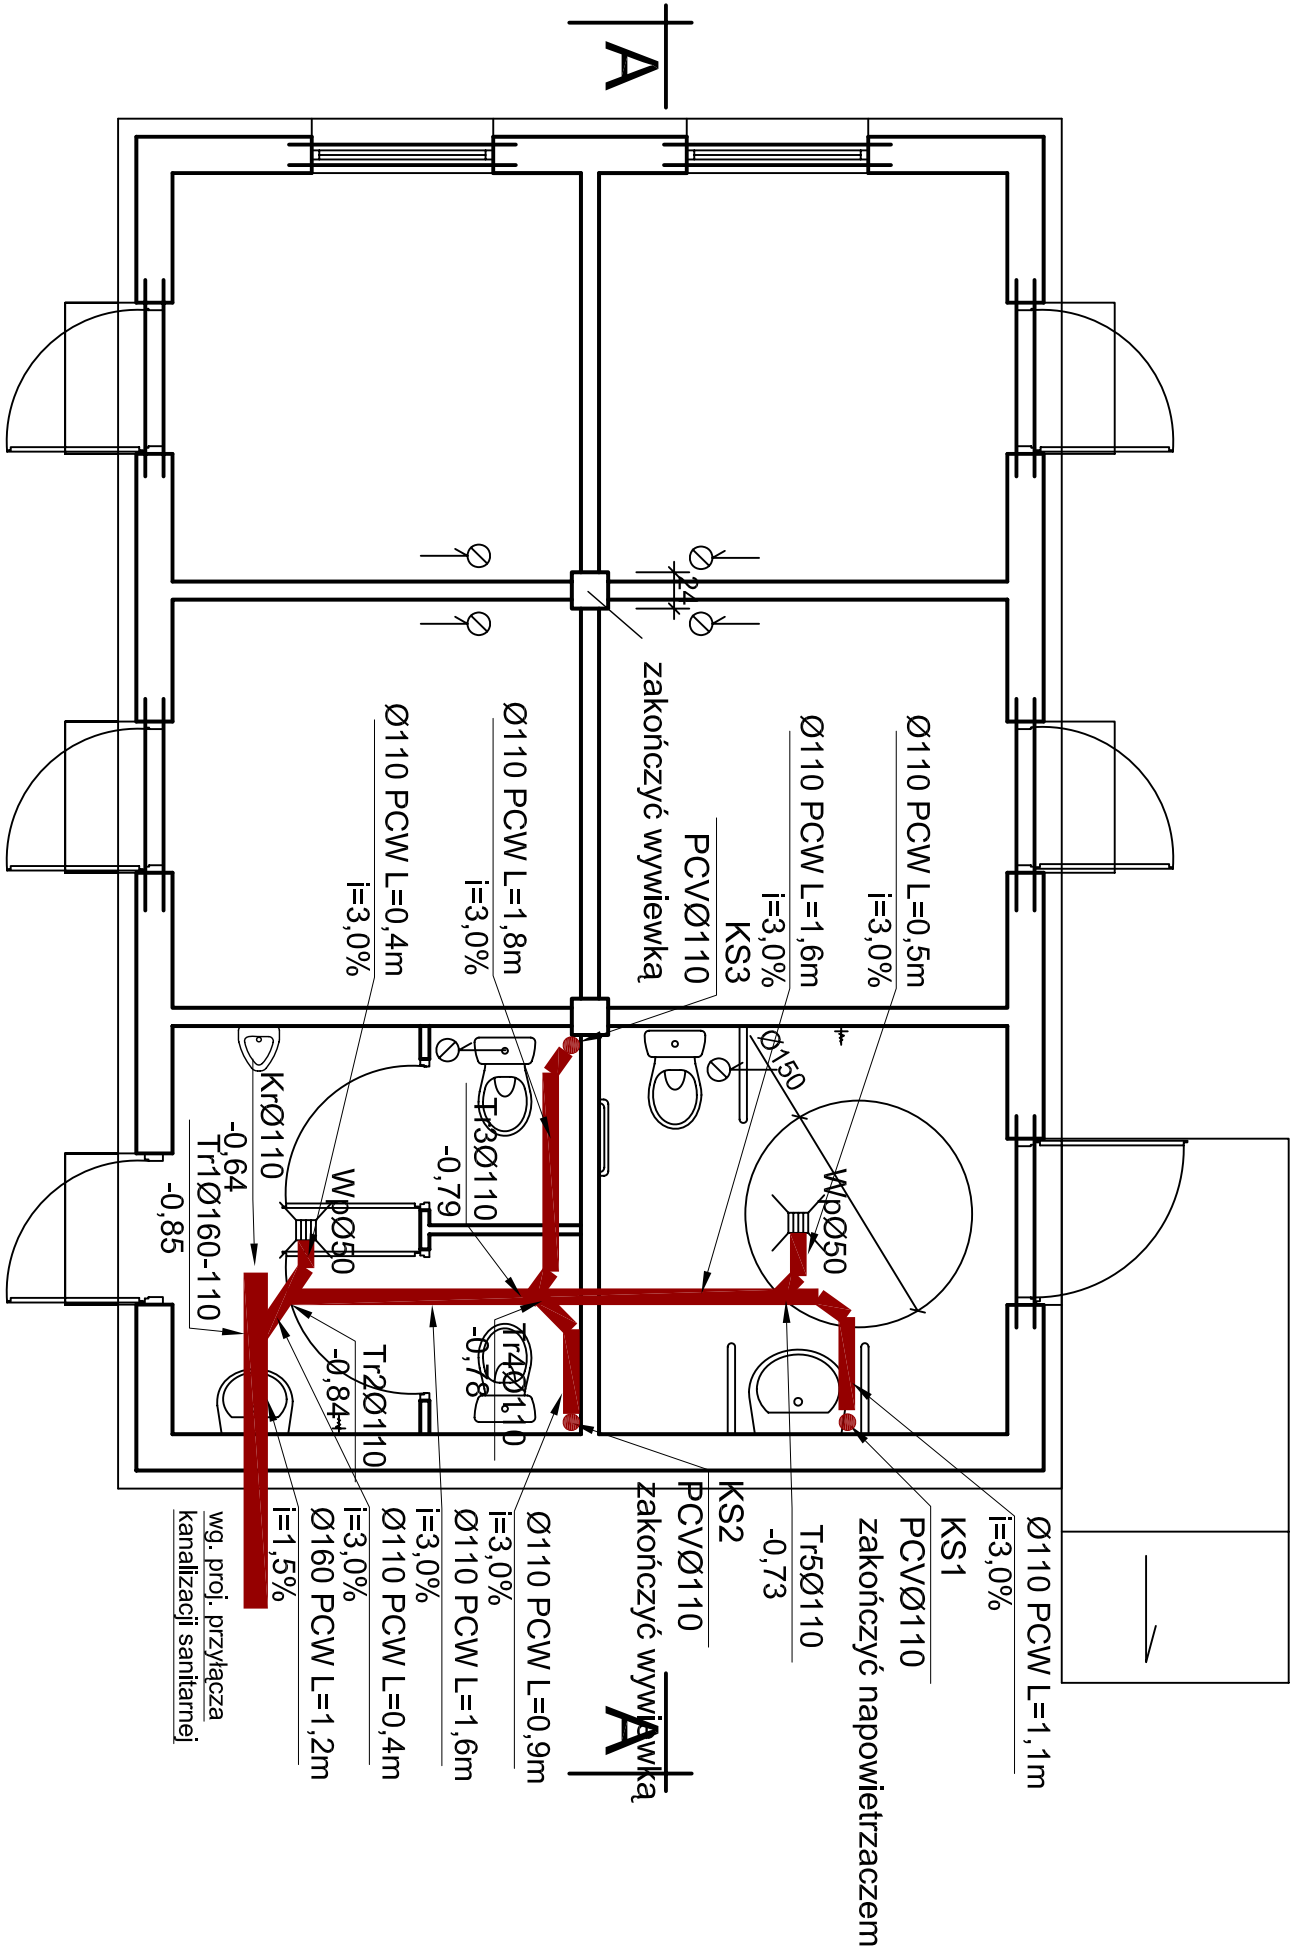 A
24
zakończyć wywiewką
KS3
PCVØ110
Ø110 PCW L=0,5m
i=3,0%
Ø110 PCW L=1,6m
i=3,0%
Ø110 PCW L=1,8m
i=3,0%
Ø110 PCW L=0,4m
i=3,0%
Ø150
WpØ50
WpØ50
KrØ110
-0,64
Tr1Ø160-110
-0,85
Tr3Ø110
-0,79
Tr4Ø110
-0,78
Tr2Ø110
-0,84
Ø110 PCW L=1,1m
i=3,0%
KS1
PCVØ110
zakończyć napowietrzaczem
Tr5Ø110
-0,73
KS2
PCVØ110
zakończyć wywiewką
Ø110 PCW L=0,9m
i=3,0%
Ø110 PCW L=1,6m
i=3,0%
Ø110 PCW L=0,4m
i=3,0%
Ø160 PCW L=1,2m
i=1,5%
wg. proj. przyłącza
kanalizacji sanitarnej
A